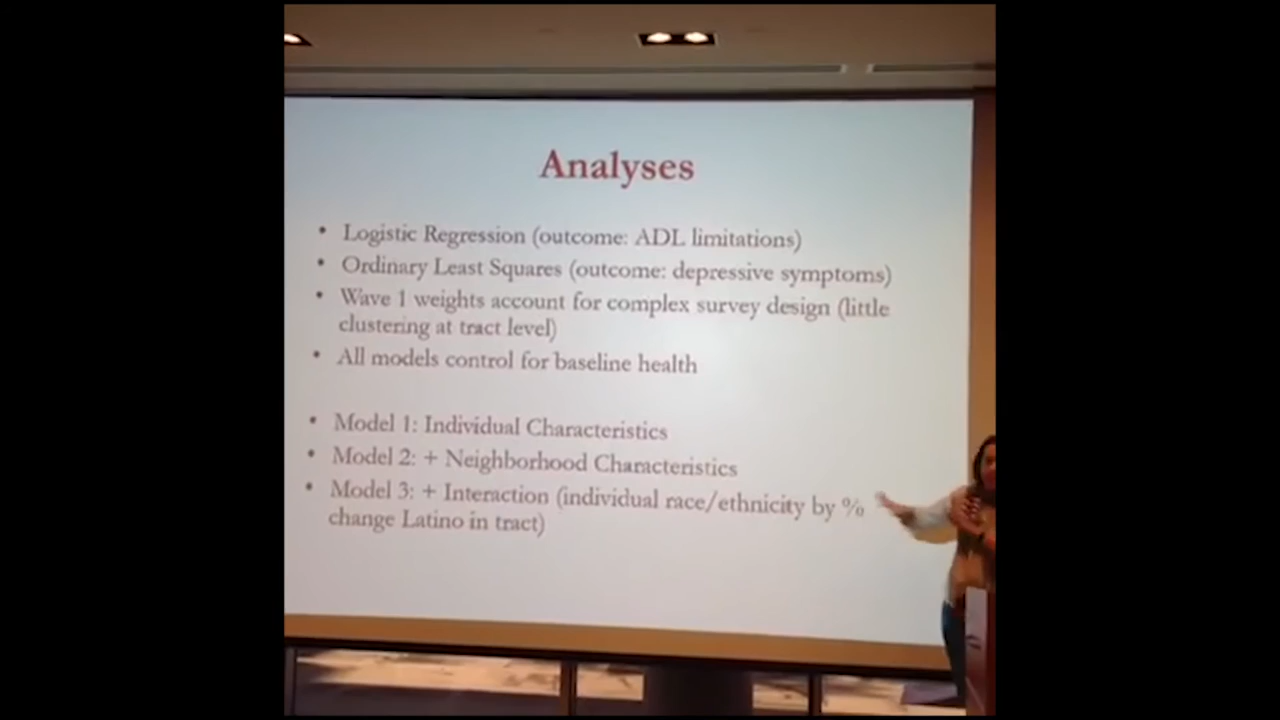 Analyses
• Logistic Regression (outcome: ADL limitations)
• Ordinary Least Squares (outcome: depressive symptoms)
• Wave 1 weights account for complex survey design (little
clustering at tract level)
• All models control for baseline health
• Model 1: Individual Characteristics
• Model 2: + Neighborhood Characteristics
• Model 3: + Interaction (individual race/ethnicity by %
change Latino in tract)